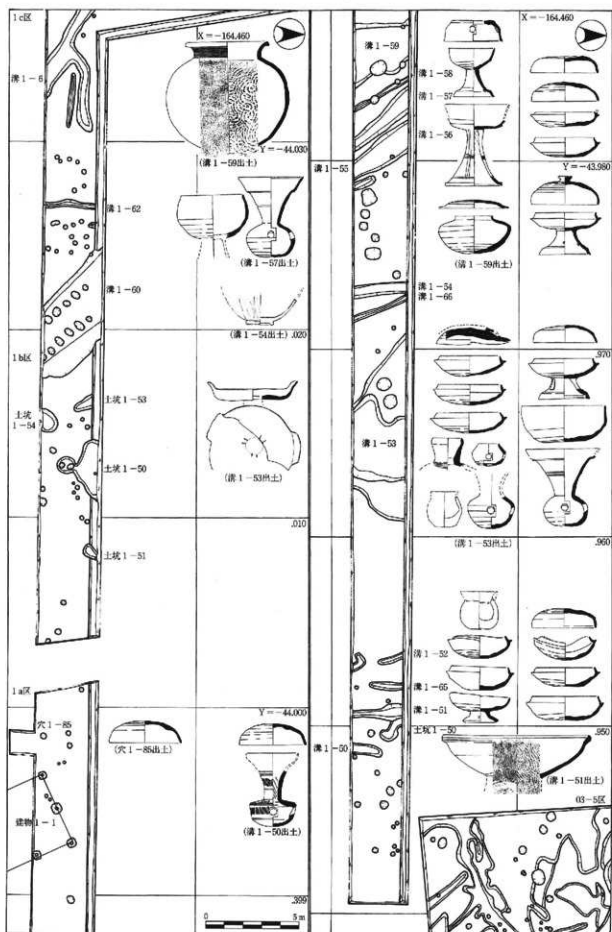 1c区
X=-164.460
溝1-6
(溝1-59出土)
Y=-44.030
溝1-62
(溝1-57出土)
溝1-60
(溝1-54出土)
.020
1b区
土坑1-53
土坑
1-54
土坑1-50
(溝1-53出土)
.010
土坑1-51
1a区
Y=-44.000
穴1-85
(穴1-85出土)
建物1-1
(溝1-50出土)
.399
0
5m
X=-164.460
溝1-59
溝1-58
溝1-57
溝1-56
溝1-55
Y=-43.980
(溝1-59出土)
溝1-54
溝1-66
.970
溝1-53
(溝1-53出土)
.960
溝1-52
溝1-65
溝1-51
土坑1-50
.950
溝1-50
(溝1-51出土)
03-5区